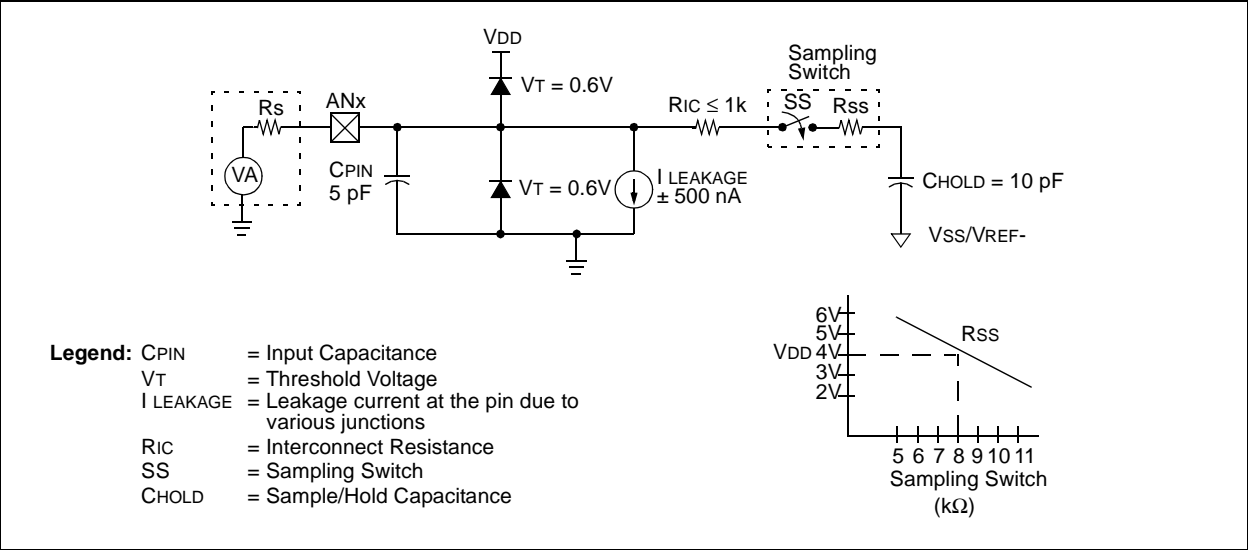 VDD
Sampling
Switch
VT = 0.6V
Rs
ANx
RIC ≤ 1k
SS
Rss
VA
CPIN
5 pF
VT = 0.6V
I LEAKAGE
± 500 nA
CHOLD = 10 pF
VSS/VREF-
6V
5V
VDD 4V
3V
2V
RSS
5 6 7 8 9 10 11
Sampling Switch
(kΩ)
Legend: CPIN = Input Capacitance
VT = Threshold Voltage
I LEAKAGE = Leakage current at the pin due to
various junctions
RIC = Interconnect Resistance
SS = Sampling Switch
CHOLD = Sample/Hold Capacitance